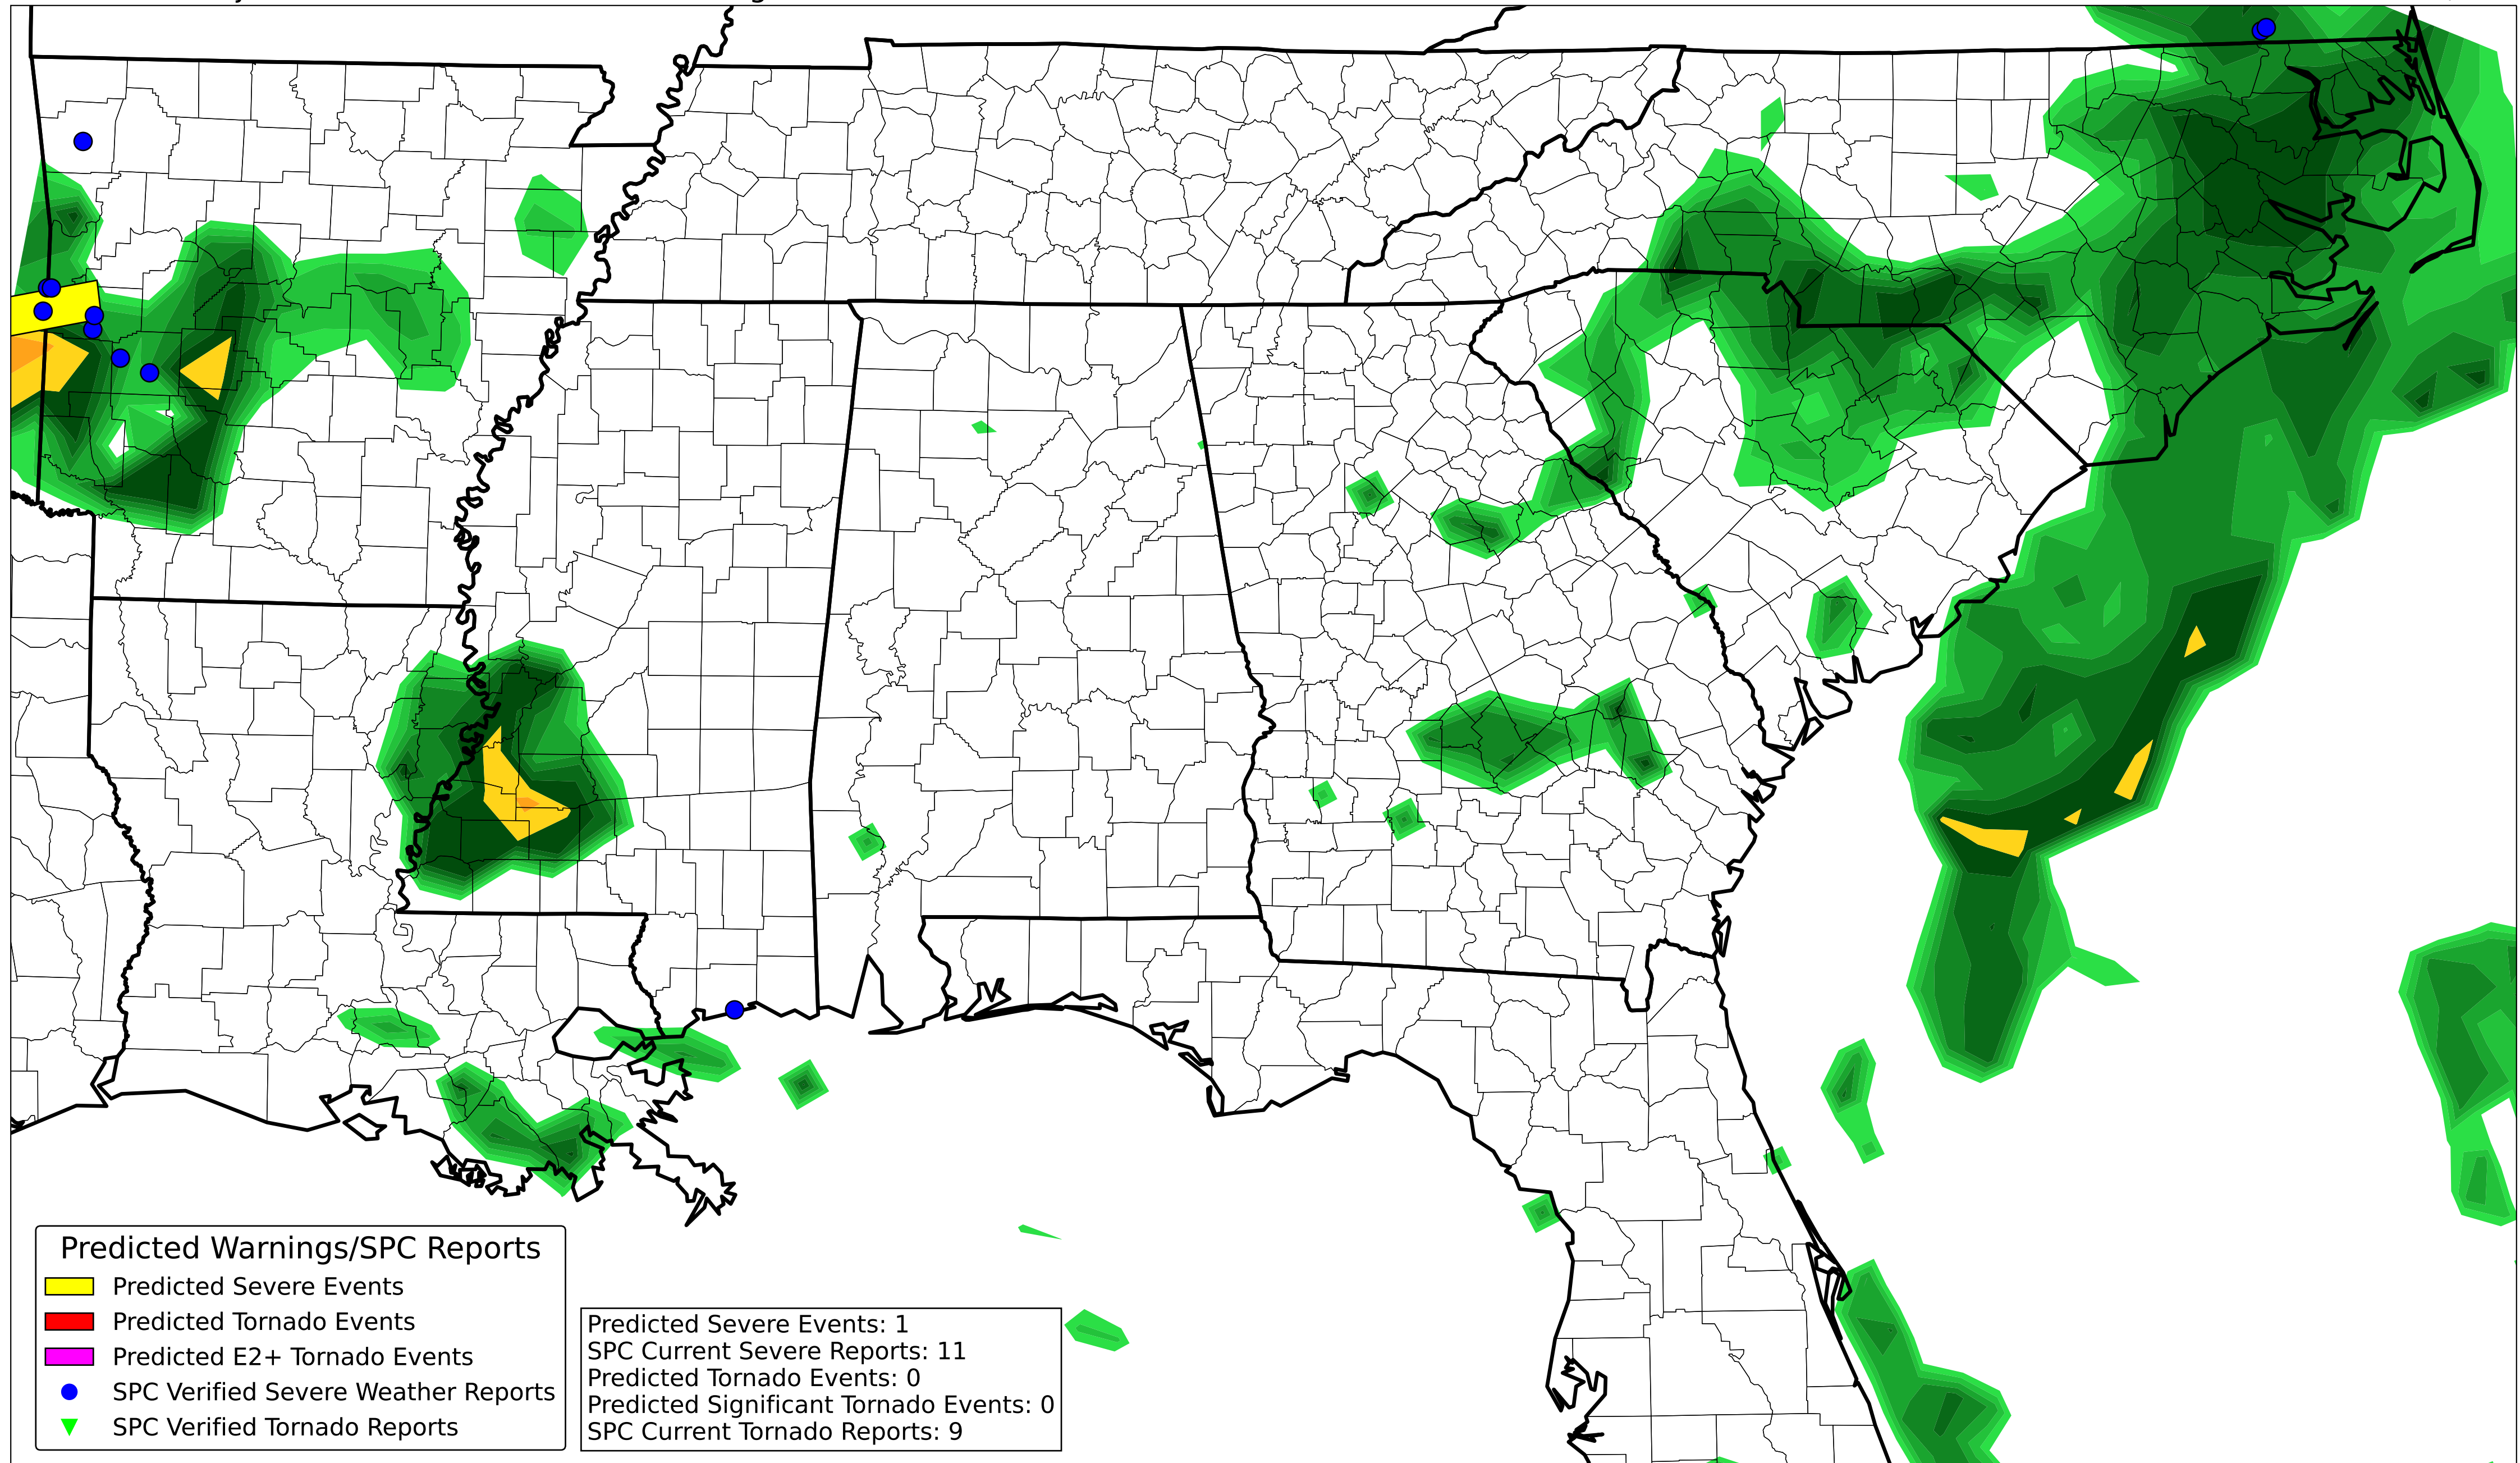 Predicted Warnings/SPC Reports
Predicted Severe Events
Predicted Tornado Events
Predicted E2+ Tornado Events
SPC Verified Severe Weather Reports
SPC Verified Tornado Reports
Predicted Severe Events: 1
SPC Current Severe Reports: 11
Predicted Tornado Events: 0
Predicted Significant Tornado Events: 0
SPC Current Tornado Reports: 9